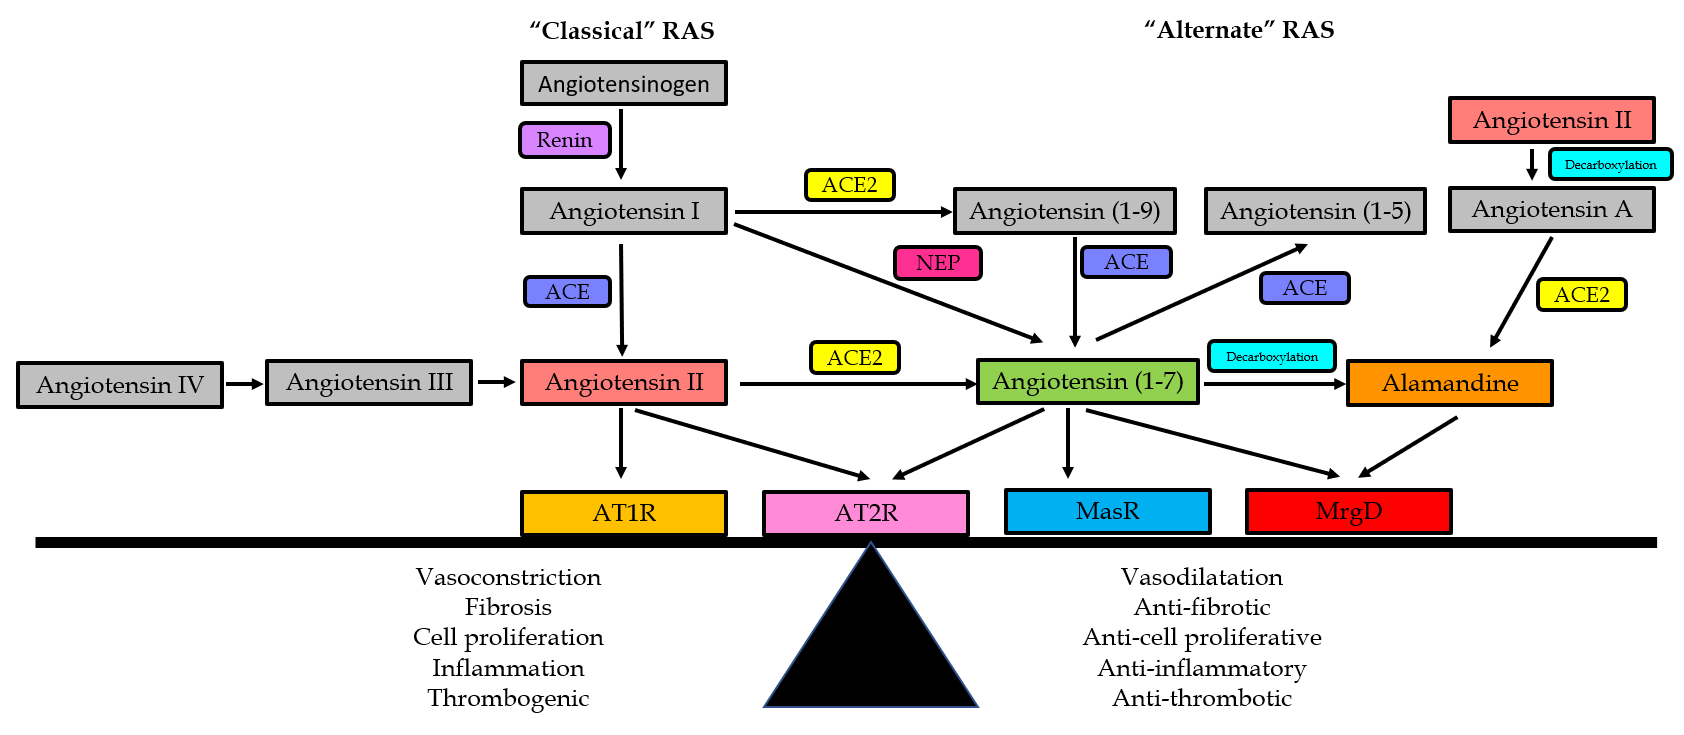 “Classical” RAS
“Alternate” RAS
Angiotensinogen
Angiotensin II
Renin
Decarboxylation
ACE2
Angiotensin I
Angiotensin (1-9)
Angiotensin (1-5)
Angiotensin A
NEP
ACE
ACE
ACE
ACE2
ACE2
Decarboxylation
Angiotensin IV
Angiotensin III
Angiotensin II
Angiotensin (1-7)
Alamandine
AT1R
AT2R
MasR
MrgD
Vasoconstriction
Fibrosis
Cell proliferation
Inflammation
Thrombogenic
Vasodilatation
Anti-fibrotic
Anti-cell proliferative
Anti-inflammatory
Anti-thrombotic